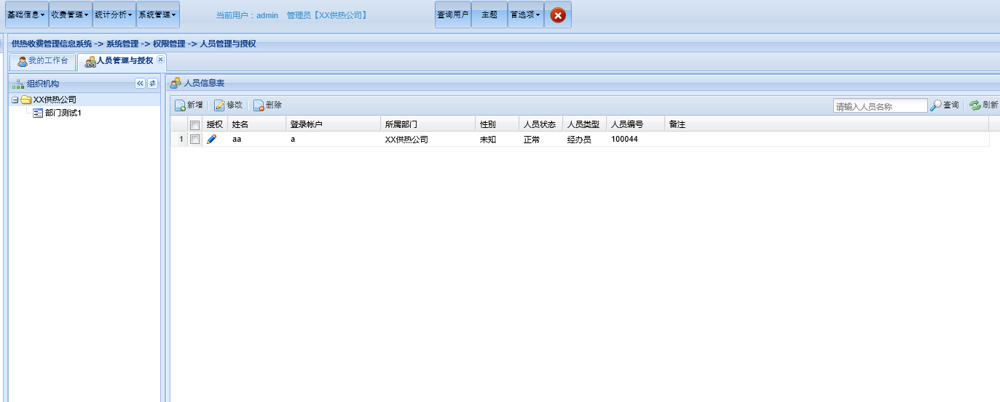 基础信息 收费管理 统计分析 系统管理 当前用户：admin 管理员【XX供热公司】 查询用户 主题 首选项
供热收费管理信息系统 -> 系统管理 -> 权限管理 -> 人员管理与授权
我的工作台 人员管理与授权
组织机构
XX供热公司
部门测试1
人员信息表
新增 修改 删除 请输入人员名称 查询 刷新
授权 姓名 登录帐户 所属部门 性别 人员状态 人员类型 人员编号 备注
1 aa a XX供热公司 未知 正常 经办员 100044